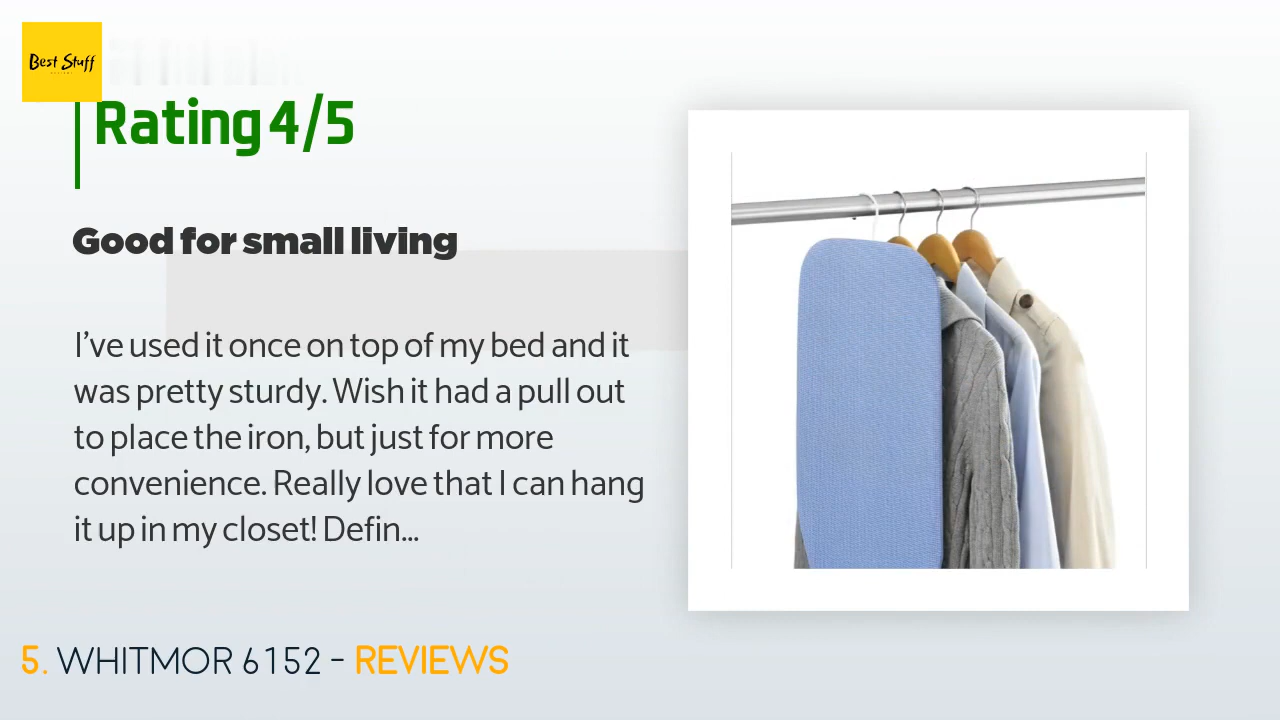 Best Stuff
Rating 4/5
Good for small living
I've used it once on top of my bed and it
was pretty sturdy. Wish it had a pull out
to place the iron, but just for more
convenience. Really love that I can hang
it up in my closet! Defin...
5. WHITMOR 6152 - REVIEWS